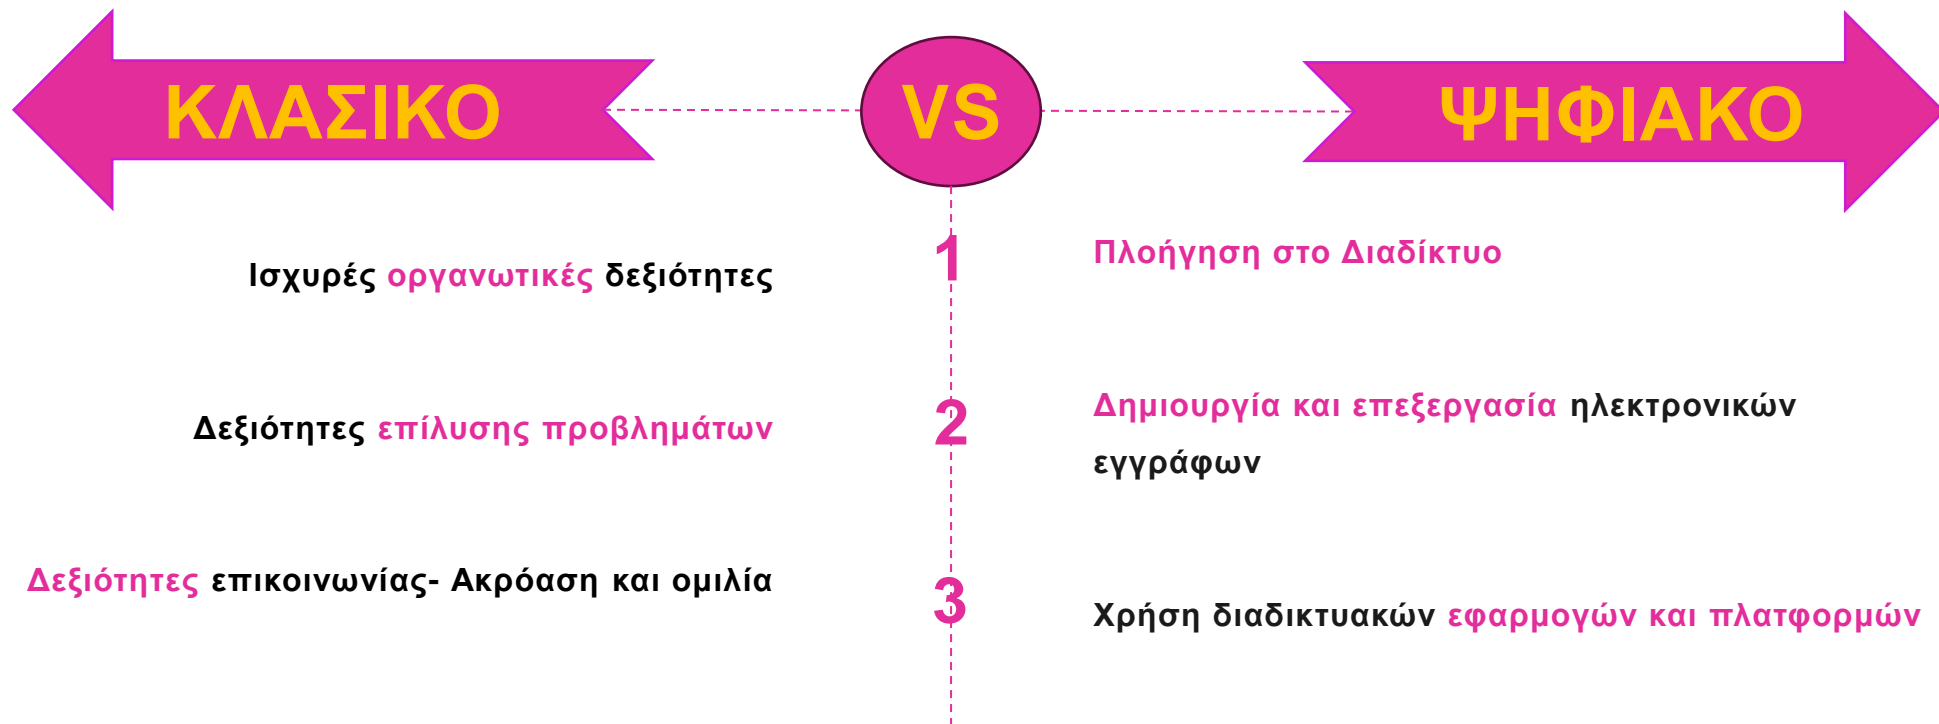 ΚΛΑΣΙΚΟ
VS
ΨΗΦΙΑΚΟ
Ισχυρές οργανωτικές δεξιότητες
1
Πλοήγηση στο Διαδίκτυο
Δεξιότητες επίλυσης προβλημάτων
2
Δημιουργία και επεξεργασία ηλεκτρονικών
εγγράφων
Δεξιότητες επικοινωνίας- Ακρόαση και ομιλία
3
Χρήση διαδικτυακών εφαρμογών και πλατφορμών